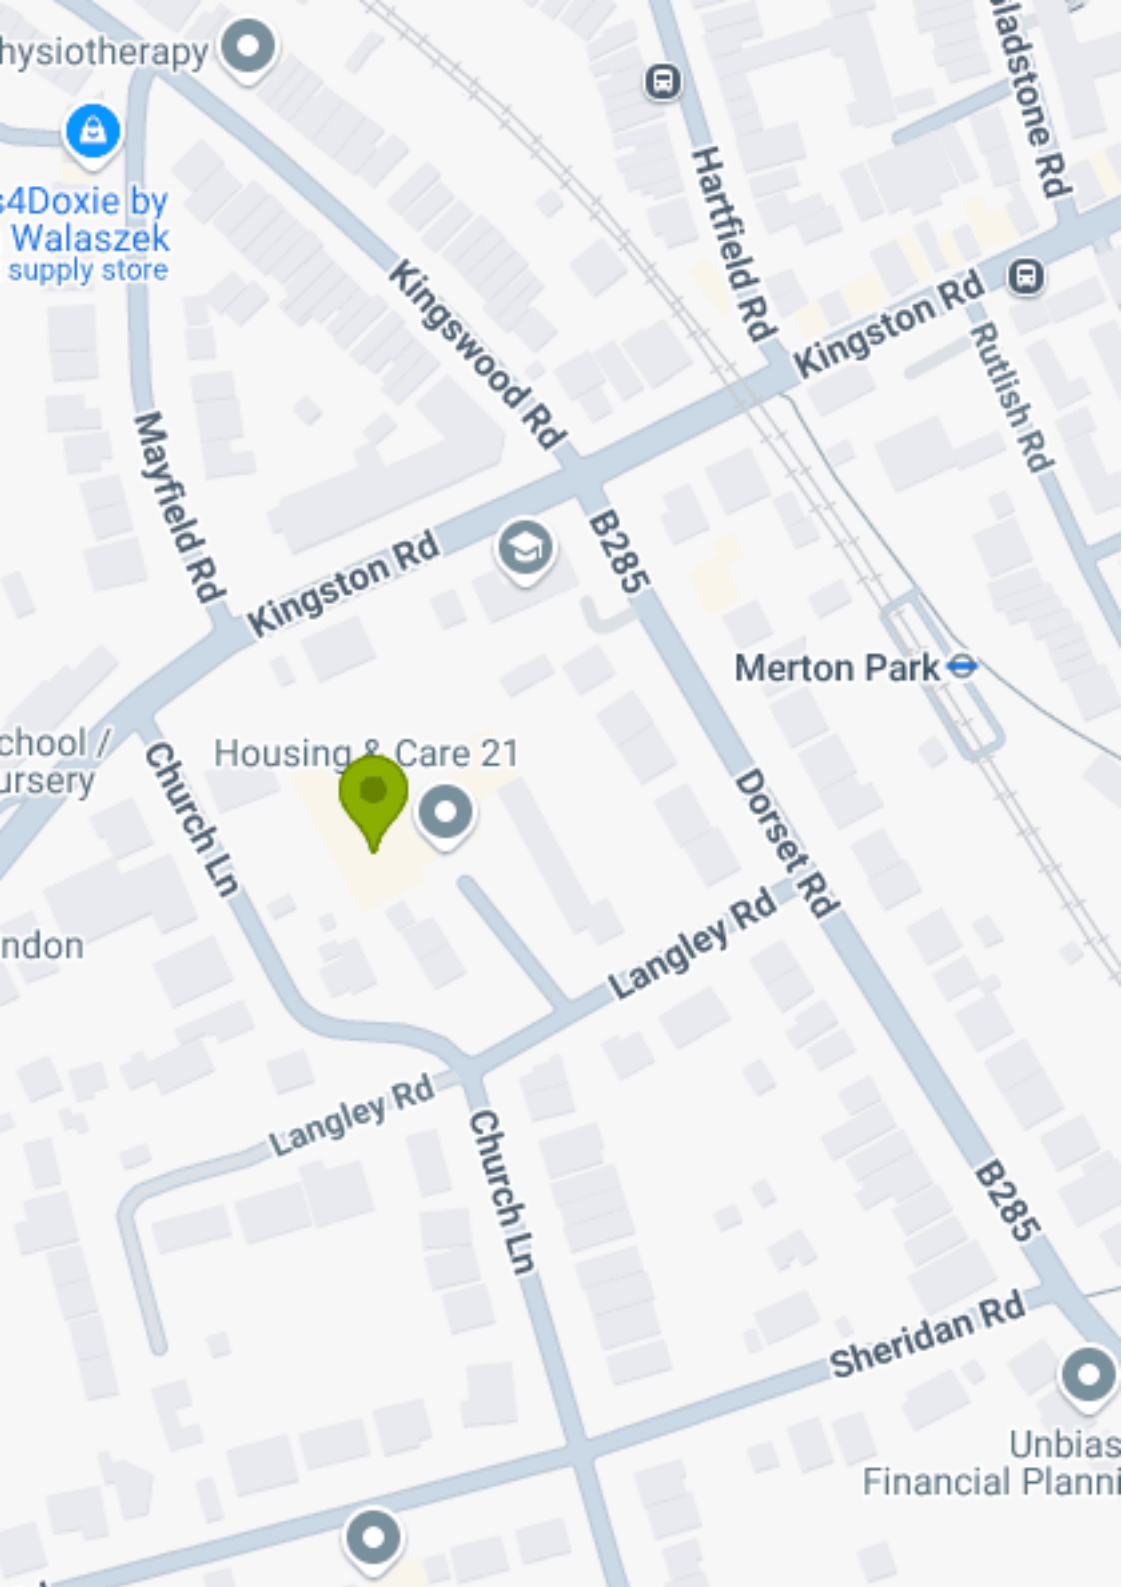 hysiotherapy
Gladstone Rd
Hartfield Rd
s4Doxie by
Walaszek
supply store
Kingswood Rd
Kingston Rd
Rutlish Rd
Mayfield Rd
Kingston Rd
B285
Merton Park
chool /
ursery
Housing & Care 21
Church Ln
Dorset Rd
Langley Rd
ndon
Langley Rd
Church Ln
B285
Sheridan Rd
Unbias
Financial Planni